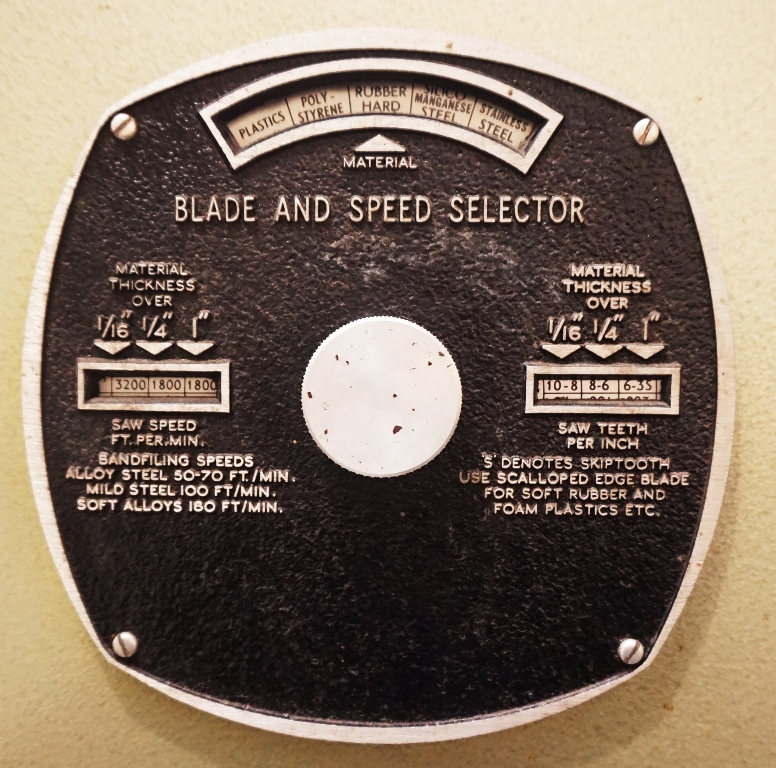 PLASTICS POLY-STYRENE RUBBER HARD SILICO MANGANESE STEEL STAINLESS STEEL
MATERIAL
BLADE AND SPEED SELECTOR
MATERIAL
THICKNESS
OVER
1/16" 1/4" 1"
3200 1800 1800
SAW SPEED
FT. PER.MIN.
BANDFILING SPEEDS
ALLOY STEEL 50-70 FT./MIN.
MILD STEEL 100 FT/MIN.
SOFT ALLOYS 160 FT/MIN.
MATERIAL
THICKNESS
OVER
1/16" 1/4" 1"
10-8 8-6 6-3S
SAW TEETH
PER INCH
'S' DENOTES SKIPTOOTH
USE SCALLOPED EDGE BLADE
FOR SOFT RUBBER AND
FOAM PLASTICS ETC.